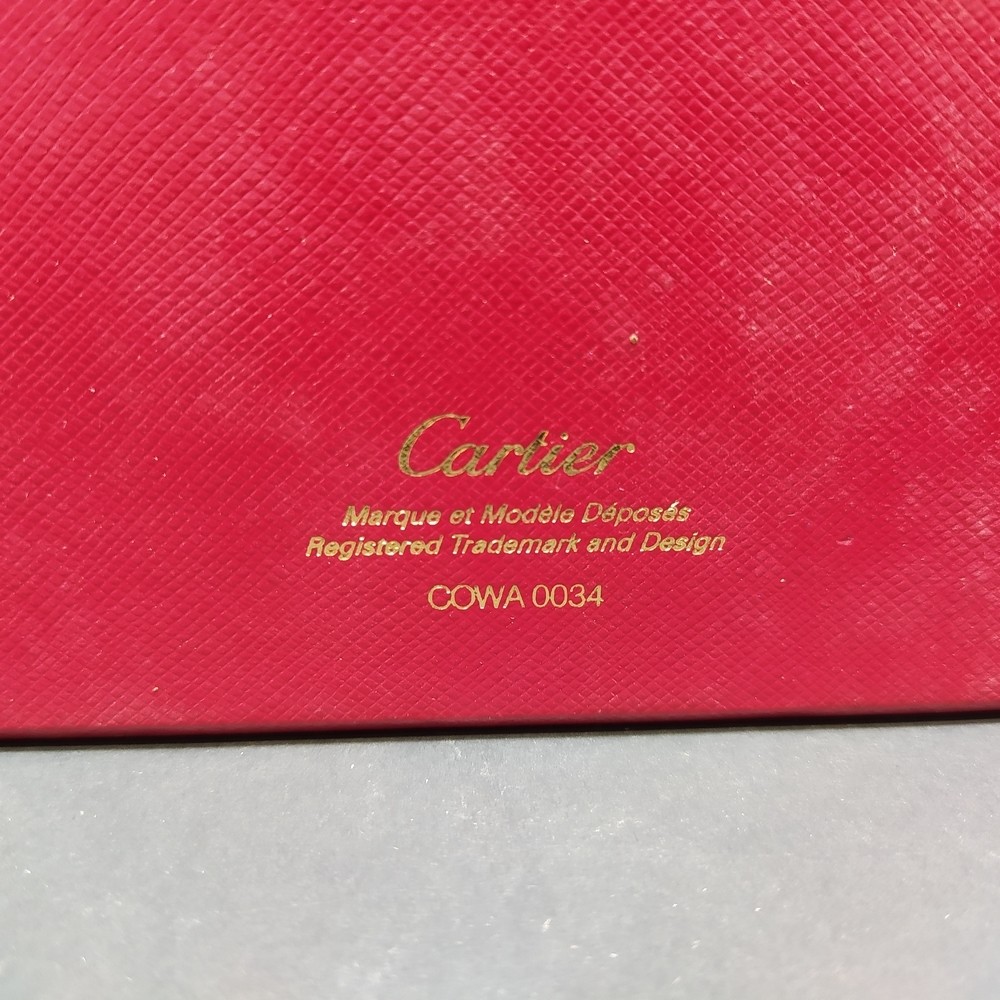 Cartier
Marque et Modèle Déposés
Registered Trademark and Design
COWA 0034